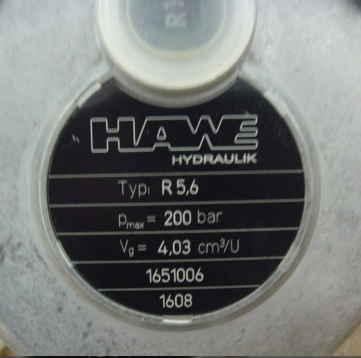 HAWE
HYDRAULIK
Typ: R 5,6
pmax = 200 bar
Vg = 4,03 cm³/U
1651006
1608